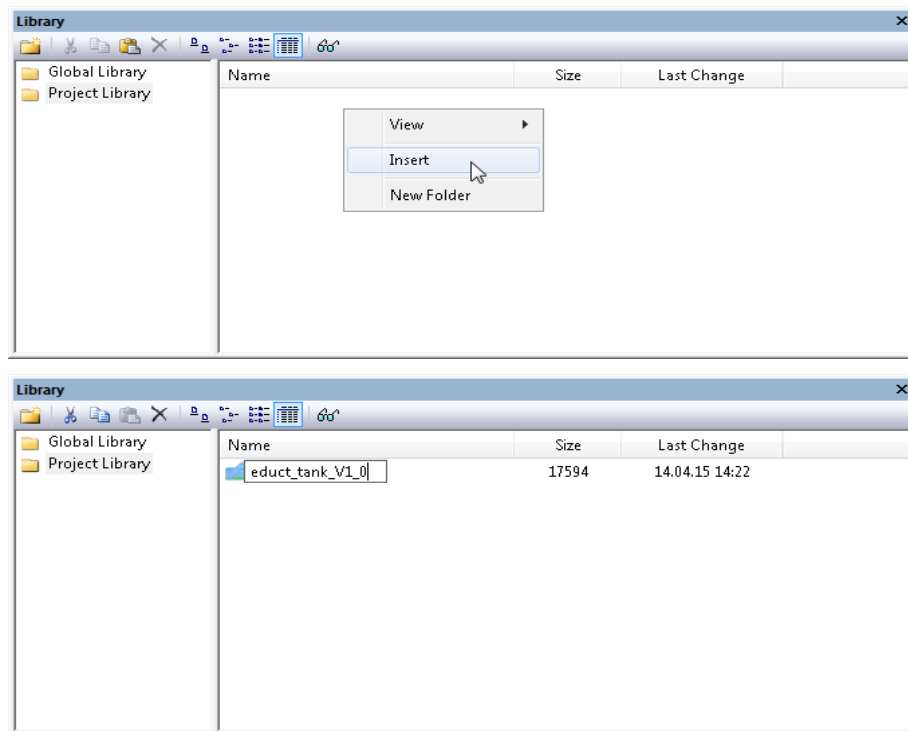 Library
Global Library
Project Library
Name Size Last Change
View
Insert
New Folder
Library
Global Library
Project Library
Name Size Last Change
educt_tank_V1_0 17594 14.04.15 14:22